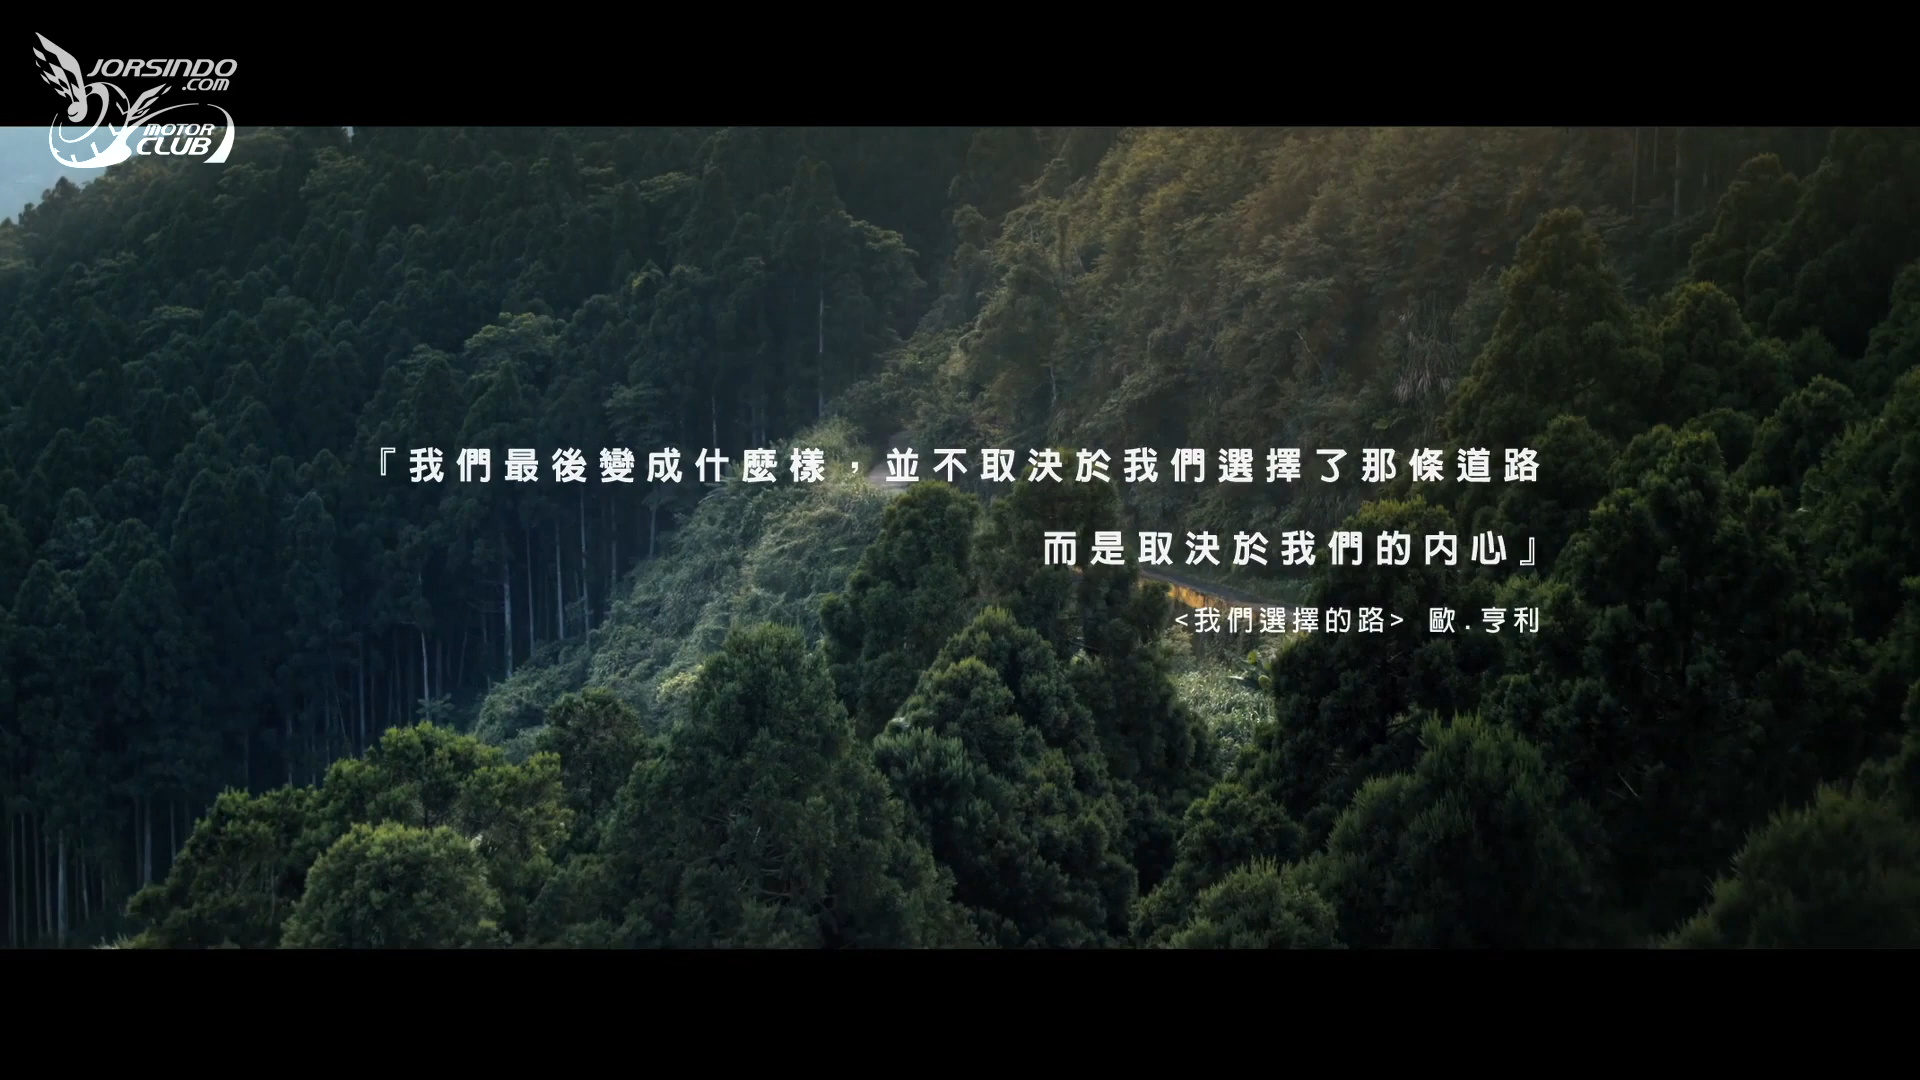 JORSINDO
.COM
MOTOR
CLUB
『我們最後變成什麼樣，並不取決於我們選擇了那條道路
而是取決於我們的內心』
<我們選擇的路> 歐.亨利